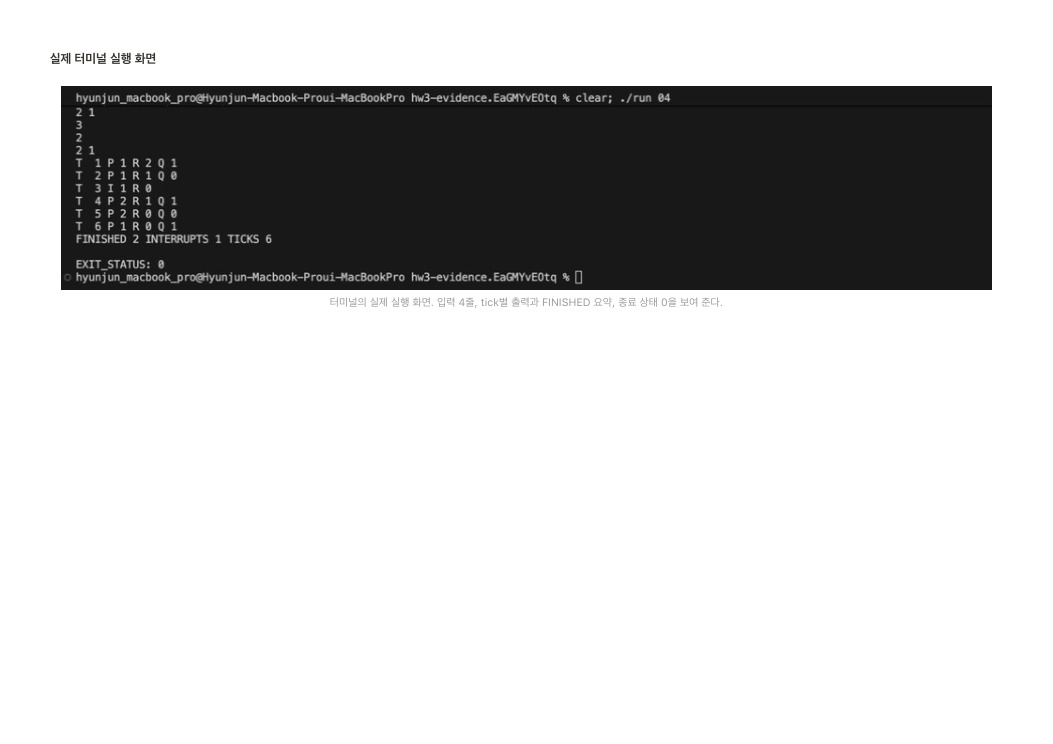 실제 터미널 실행 화면
hyunjun_macbook_pro@Hyunjun-Macbook-Proui-MacBookPro hw3-evidence.EaGMYvEOtq % clear; ./run 04
2 1
3
2
2 1
T  1 P 1 R 2 Q 1
T  2 P 1 R 1 Q 0
T  3 I 1 R 0
T  4 P 2 R 1 Q 1
T  5 P 2 R 0 Q 0
T  6 P 1 R 0 Q 1
FINISHED 2 INTERRUPTS 1 TICKS 6
EXIT_STATUS: 0
hyunjun_macbook_pro@Hyunjun-Macbook-Proui-MacBookPro hw3-evidence.EaGMYvEOtq %
터미널의 실제 실행 화면. 입력 4줄, tick별 출력과 FINISHED 요약, 종료 상태 0을 보여 준다.